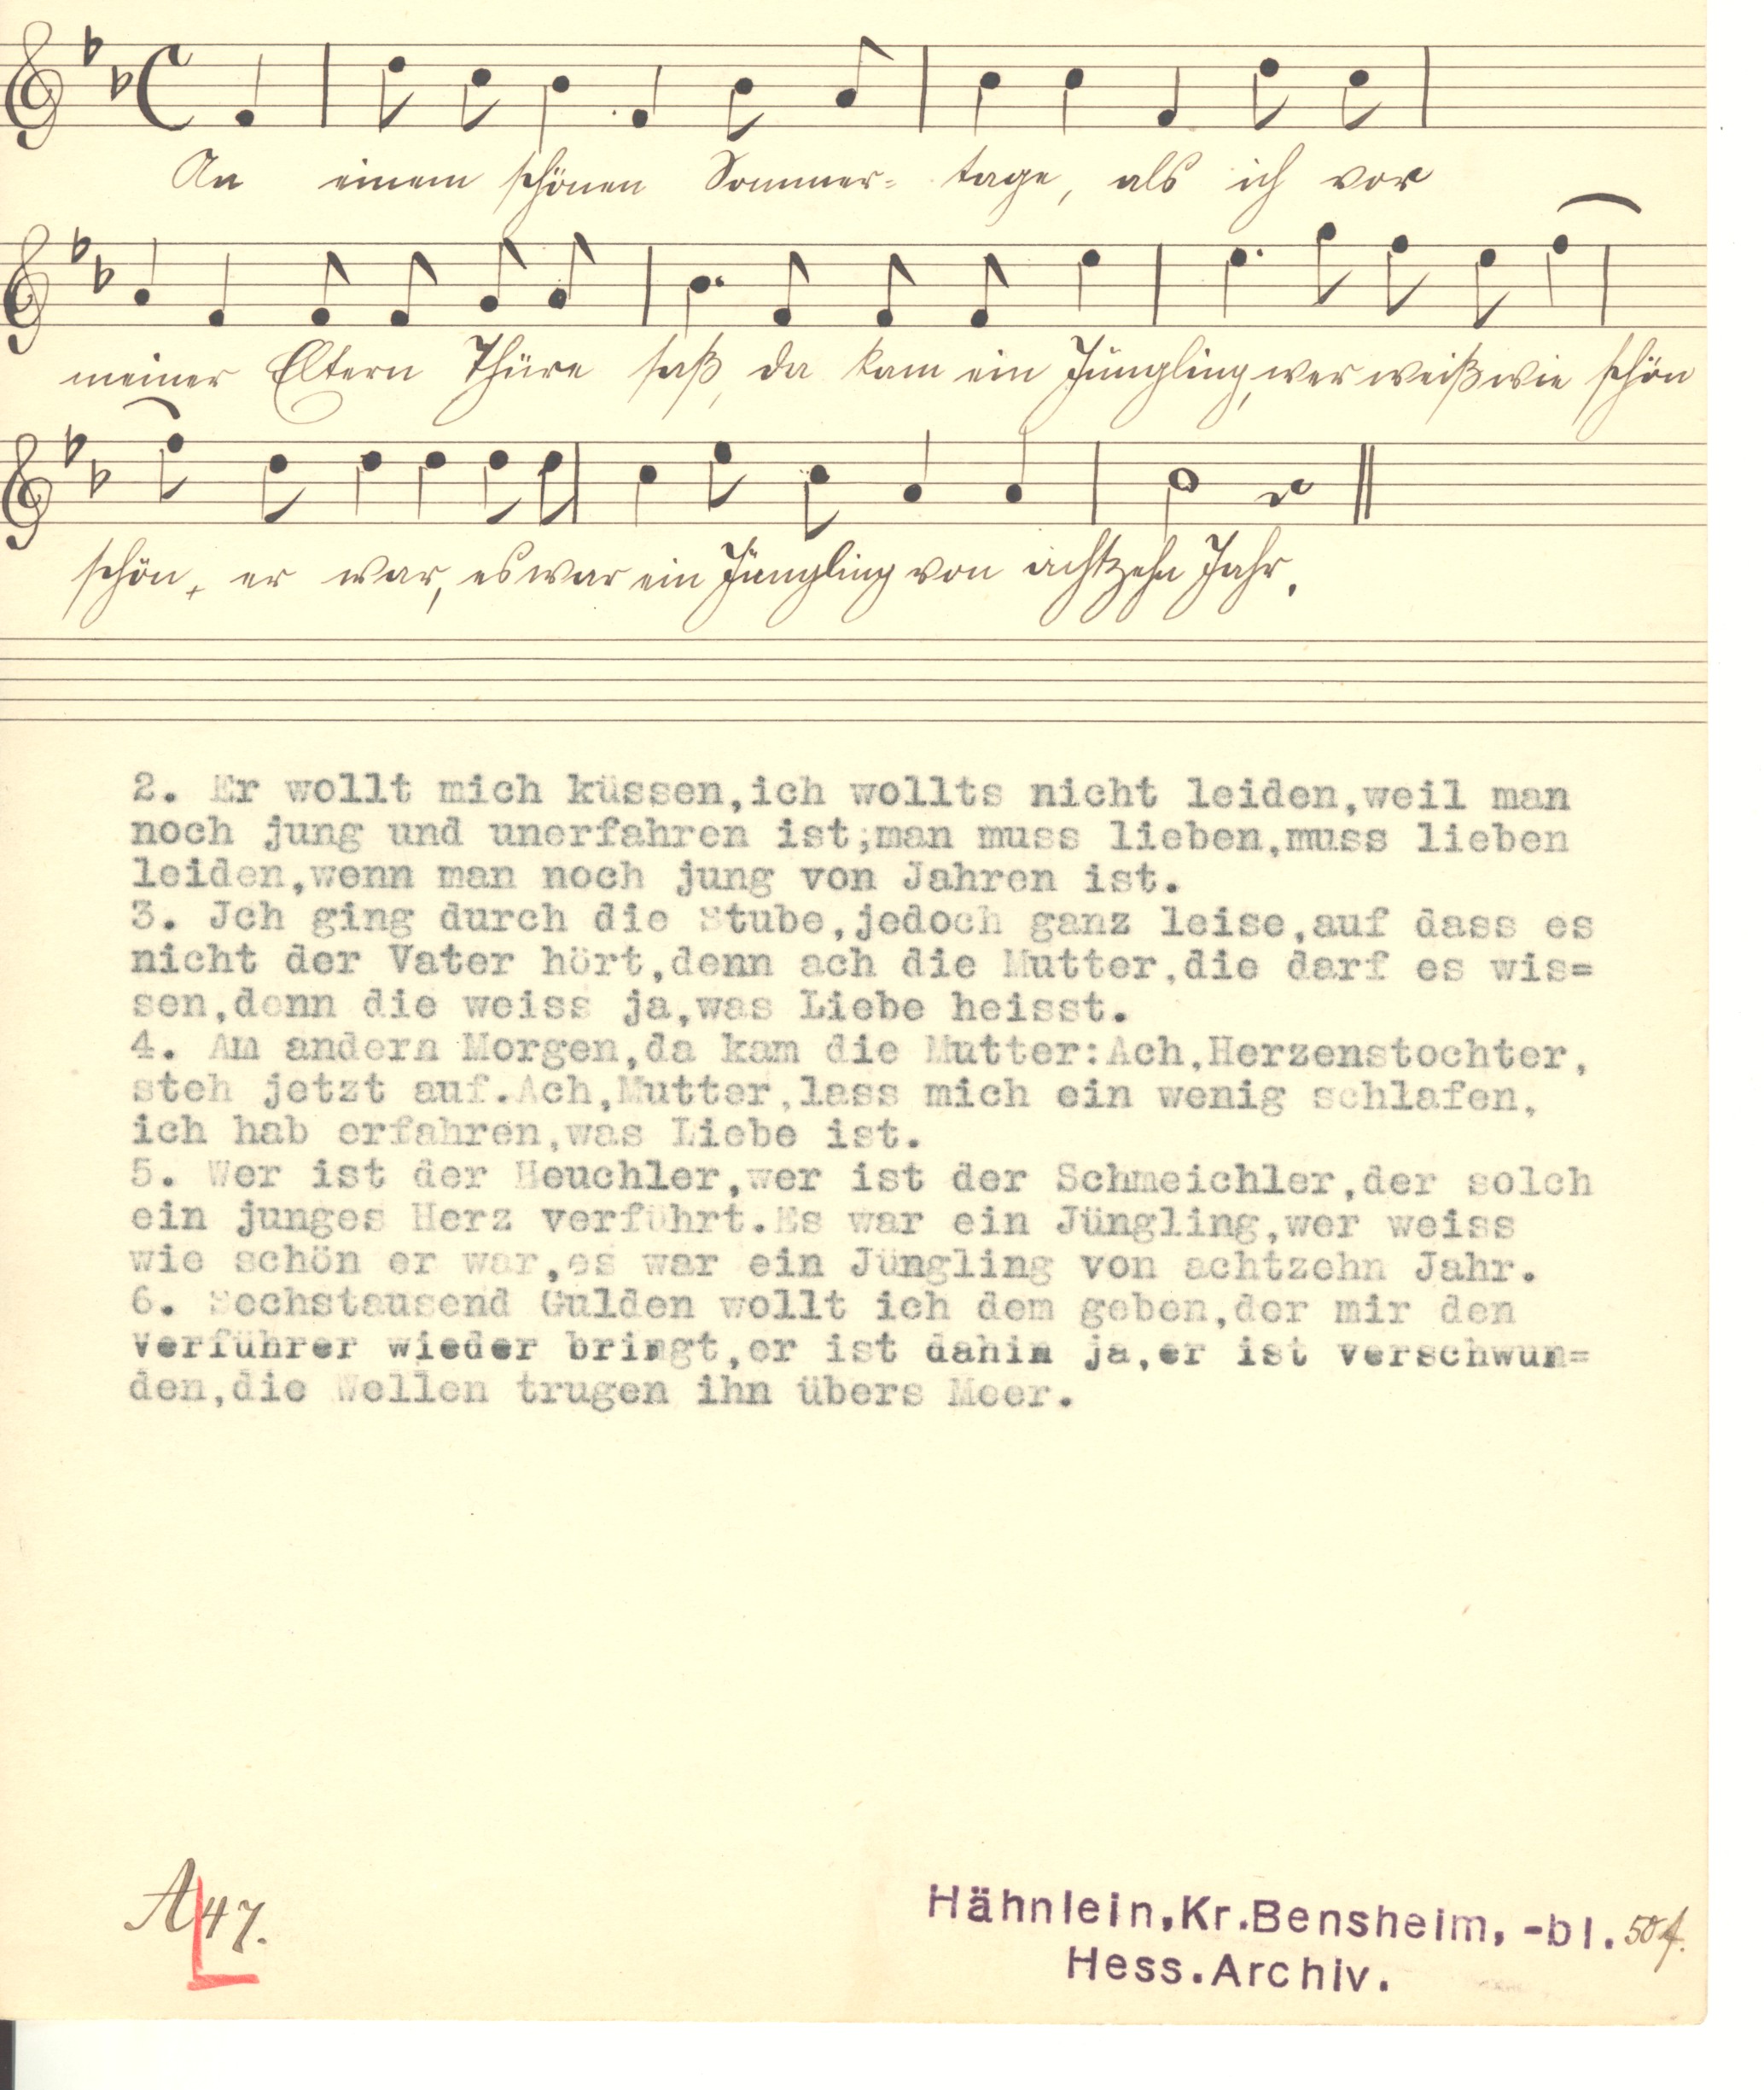 An einem schönen Sommer= tage, als ich vor
meiner Eltern Thüre saß, da kam ein Jüngling, wer weiß wie schön
schön, er war, es war ein Jüngling von achtzehn Jahr.
2. Er wollt mich küssen,ich wollts nicht leiden,weil man
noch jung und unerfahren ist;man muss lieben,muss lieben
leiden,wenn man noch jung von Jahren ist.
3. Jch ging durch die Stube,jedoch ganz leise,auf dass es
nicht der Vater hört,denn ach die Mutter,die darf es wis=
sen,denn die weiss ja,was Liebe heisst.
4. Am andern Morgen,da kam die Mutter:Ach,Herzenstochter,
steh jetzt auf.Ach,Mutter,lass mich ein wenig schlafen,
ich hab erfahren,was Liebe ist.
5. Wer ist der Heuchler,wer ist der Schmeichler,der solch
ein junges Herz verführt.Es war ein Jüngling,wer weiss
wie schön er war,es war ein Jüngling von achtzehn Jahr.
6. Sechstausend Gulden wollt ich dem geben,der mir den
Verführer wieder bringt,er ist dahin ja,er ist verschwun=
den,die Wellen trugen ihn übers Meer.
A 47.
Hähnlein,Kr.Bensheim, -bl. 50f.
Hess.Archiv.